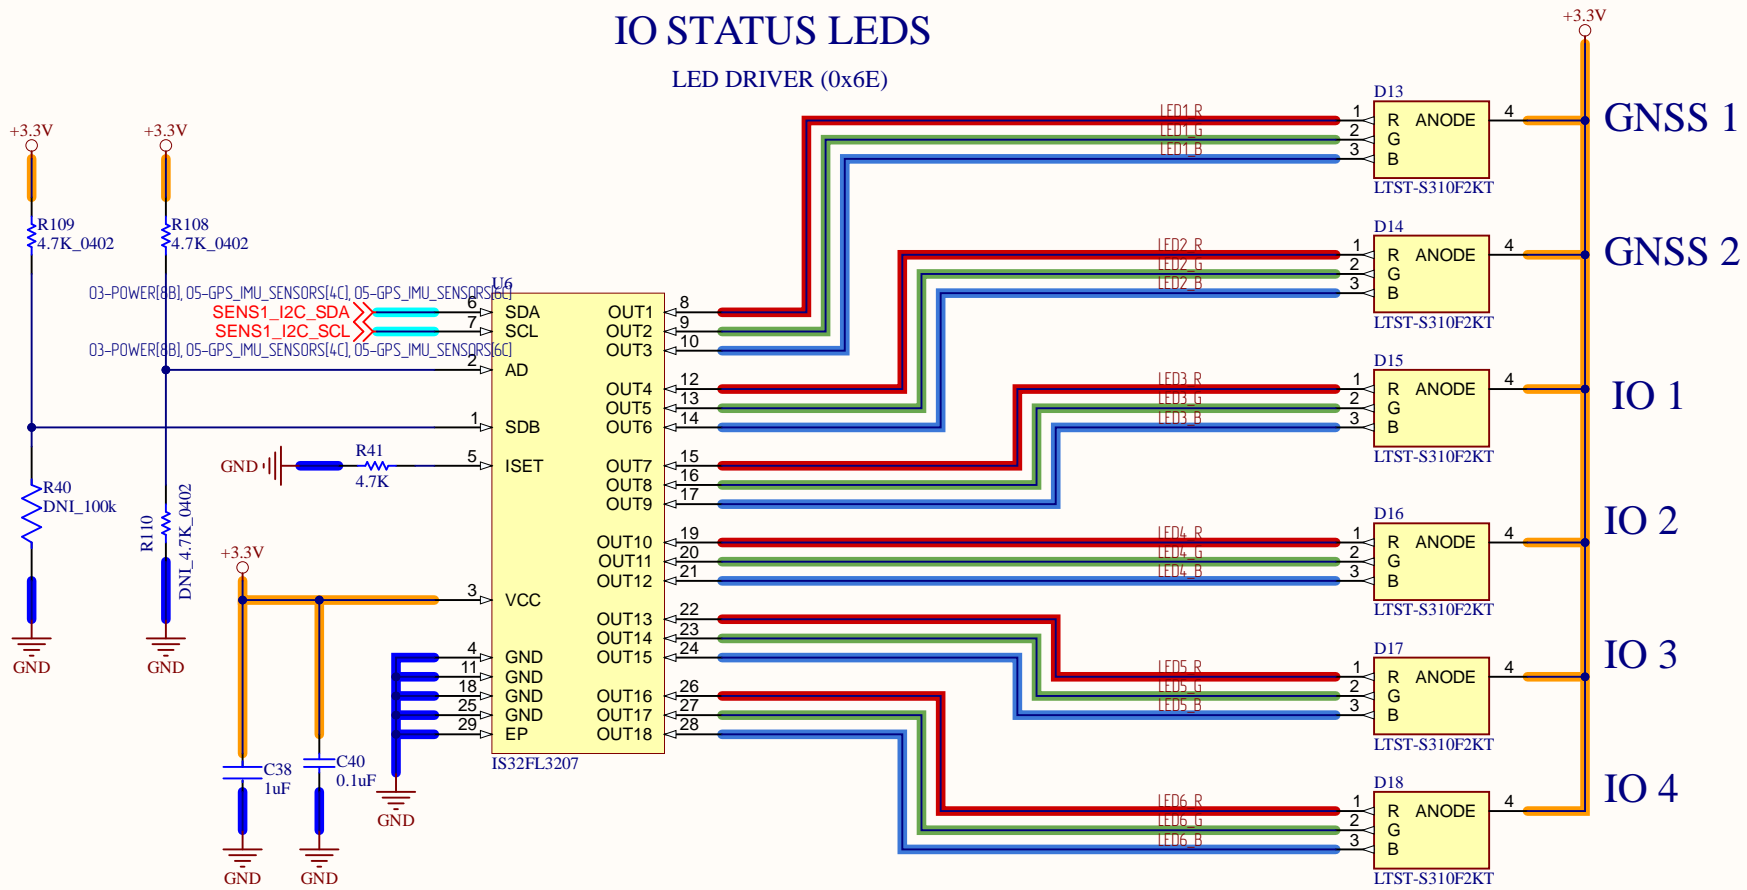 IO STATUS LEDS
LED DRIVER (0x6E)
+3.3V
+3.3V
+3.3V
R109
4.7K_0402
R108
4.7K_0402
03-POWER[8B], 05-GPS_IMU_SENSORS[4C], 05-GPS_IMU_SENSORS[6C]
SENS1_I2C_SDA
SENS1_I2C_SCL
03-POWER[8B], 05-GPS_IMU_SENSORS[4C], 05-GPS_IMU_SENSORS[6C]
GND
R41
4.7K
R40
DNI_100k
R110
DNI_4.7K_0402
GND
GND
+3.3V
C38
1uF
C40
0.1uF
GND
GND
GND
U6
6 SDA
7 SCL
2 AD
1 SDB
5 ISET
3 VCC
4 GND
11 GND
18 GND
25 GND
29 EP
OUT1 8
OUT2 9
OUT3 10
OUT4 12
OUT5 13
OUT6 14
OUT7 15
OUT8 16
OUT9 17
OUT10 19
OUT11 20
OUT12 21
OUT13 22
OUT14 23
OUT15 24
OUT16 26
OUT17 27
OUT18 28
IS32FL3207
D13
LED1_R 1 R ANODE 4
LED1_G 2 G
LED1_B 3 B
LTST-S310F2KT
GNSS 1
D14
LED2_R 1 R ANODE 4
LED2_G 2 G
LED2_B 3 B
LTST-S310F2KT
GNSS 2
D15
LED3_R 1 R ANODE 4
LED3_G 2 G
LED3_B 3 B
LTST-S310F2KT
IO 1
D16
LED4_R 1 R ANODE 4
LED4_G 2 G
LED4_B 3 B
LTST-S310F2KT
IO 2
D17
LED5_R 1 R ANODE 4
LED5_G 2 G
LED5_B 3 B
LTST-S310F2KT
IO 3
D18
LED6_R 1 R ANODE 4
LED6_G 2 G
LED6_B 3 B
LTST-S310F2KT
IO 4